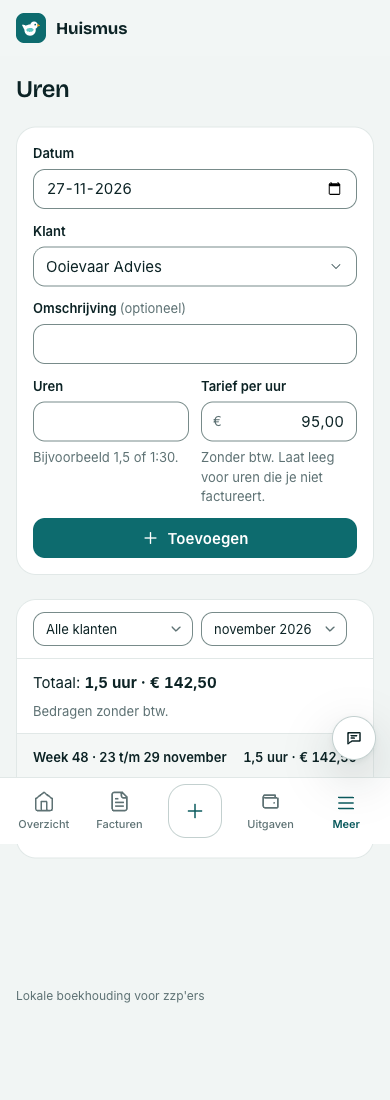 Huismus
Uren
Datum
27-11-2026
Klant
Ooievaar Advies
Omschrijving (optioneel)
Uren Tarief per uur
€ 95,00
Bijvoorbeeld 1,5 of 1:30. Zonder btw. Laat leeg
voor uren die je niet
factureert.
Toevoegen
Alle klanten november 2026
Totaal: 1,5 uur · € 142,50
Bedragen zonder btw.
Week 48 · 23 t/m 29 november 1,5 uur · € 142,50
Overzicht Facturen Uitgaven Meer
Lokale boekhouding voor zzp'ers